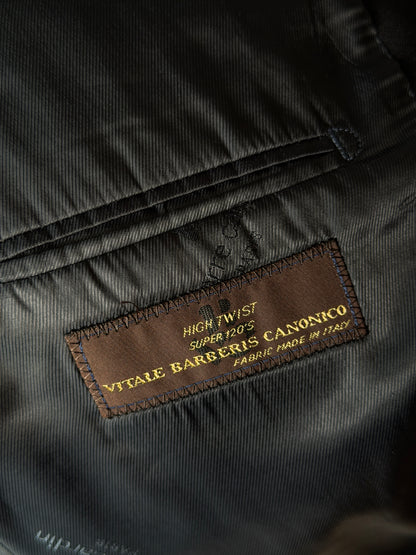 HIGH TWIST
SUPER 120'S
VITALE BARBERIS CANONICO
FABRIC MADE IN ITALY